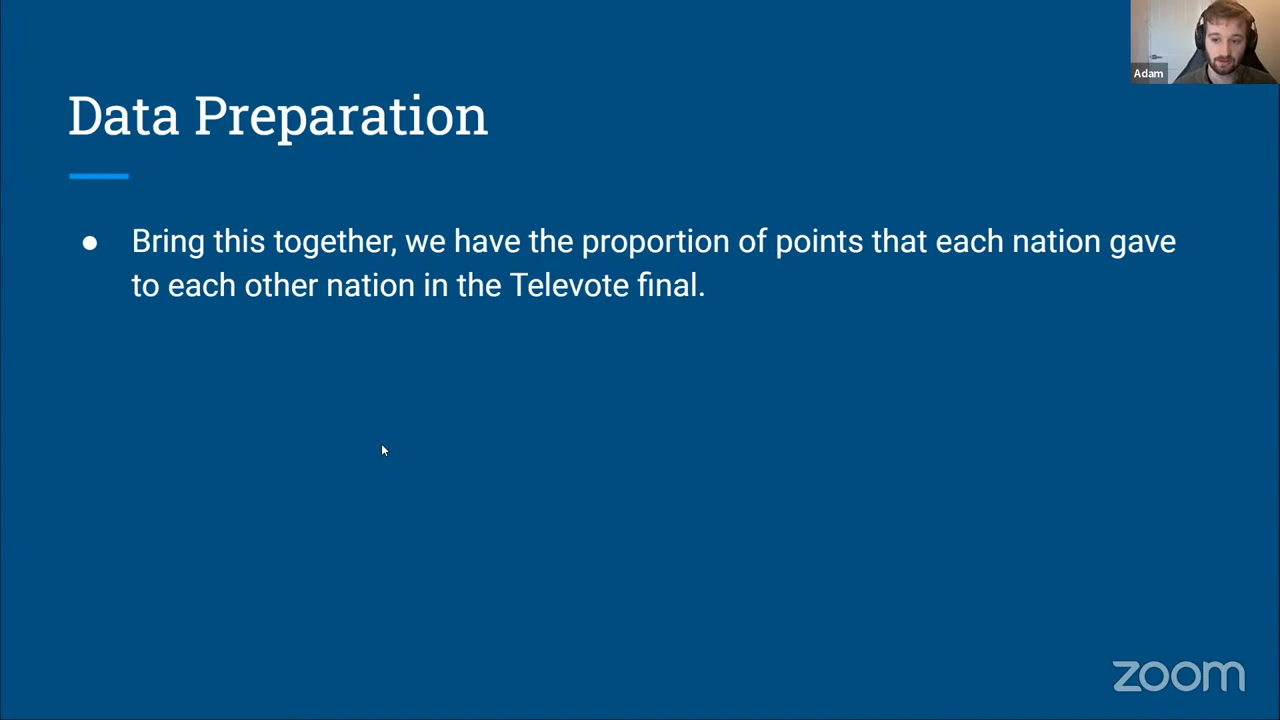 Adam
Data Preparation
● Bring this together, we have the proportion of points that each nation gave
to each other nation in the Televote final.
zoom